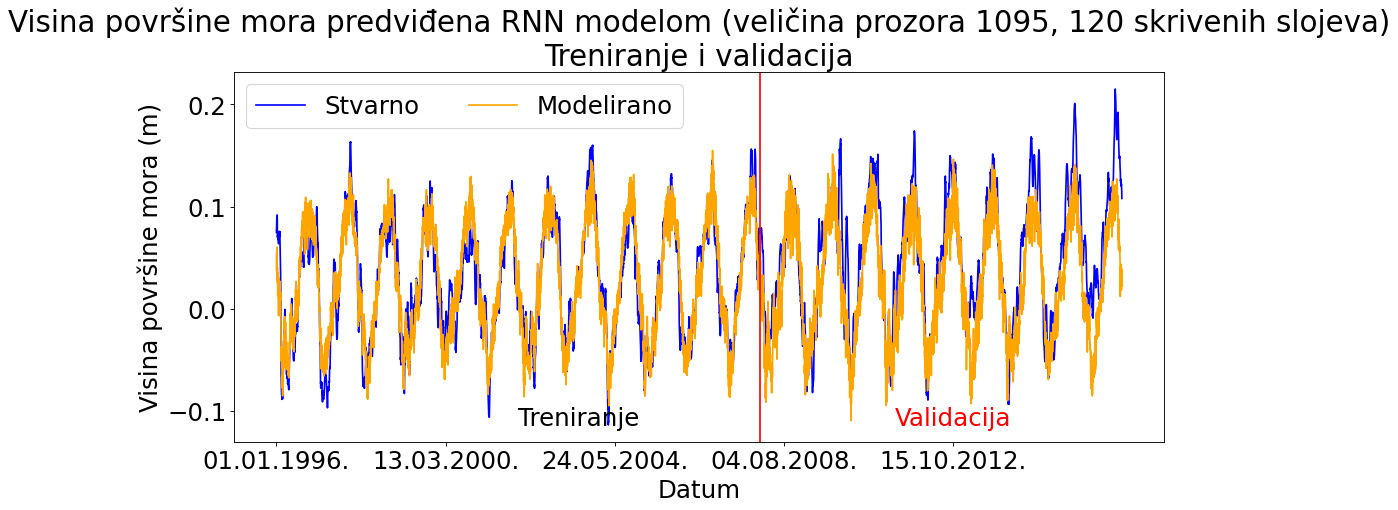 Visina površine mora predviđena RNN modelom (veličina prozora 1095, 120 skrivenih slojeva)
Treniranje i validacija
Stvarno
Modelirano
Visina površine mora (m)
0.2
0.1
0.0
−0.1
Treniranje
Validacija
01.01.1996.
13.03.2000.
24.05.2004.
04.08.2008.
15.10.2012.
Datum